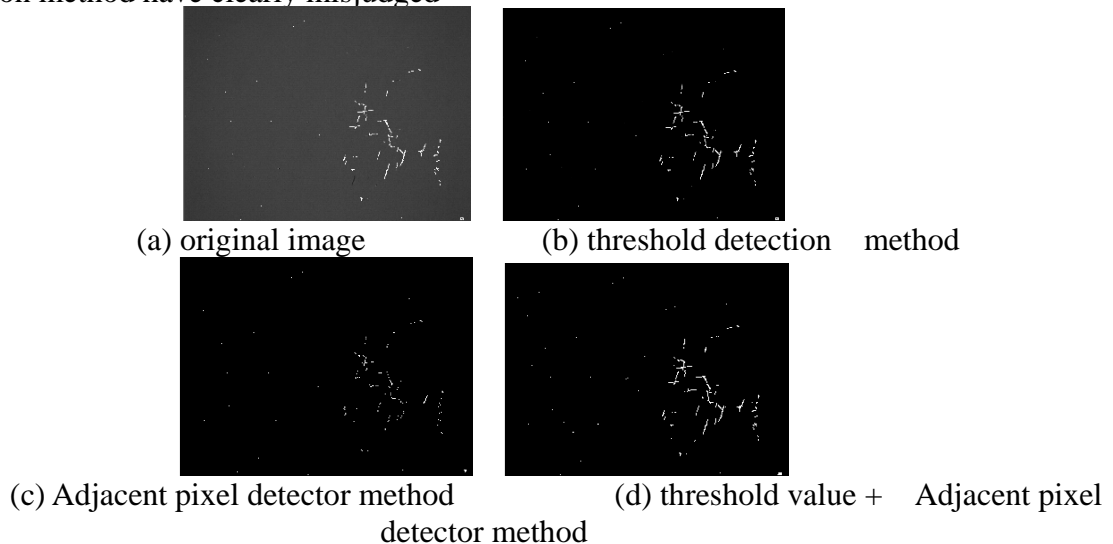 on method have clearly misjudged
(a) original image (b) threshold detection method
(c) Adjacent pixel detector method (d) threshold value + Adjacent pixel
detector method